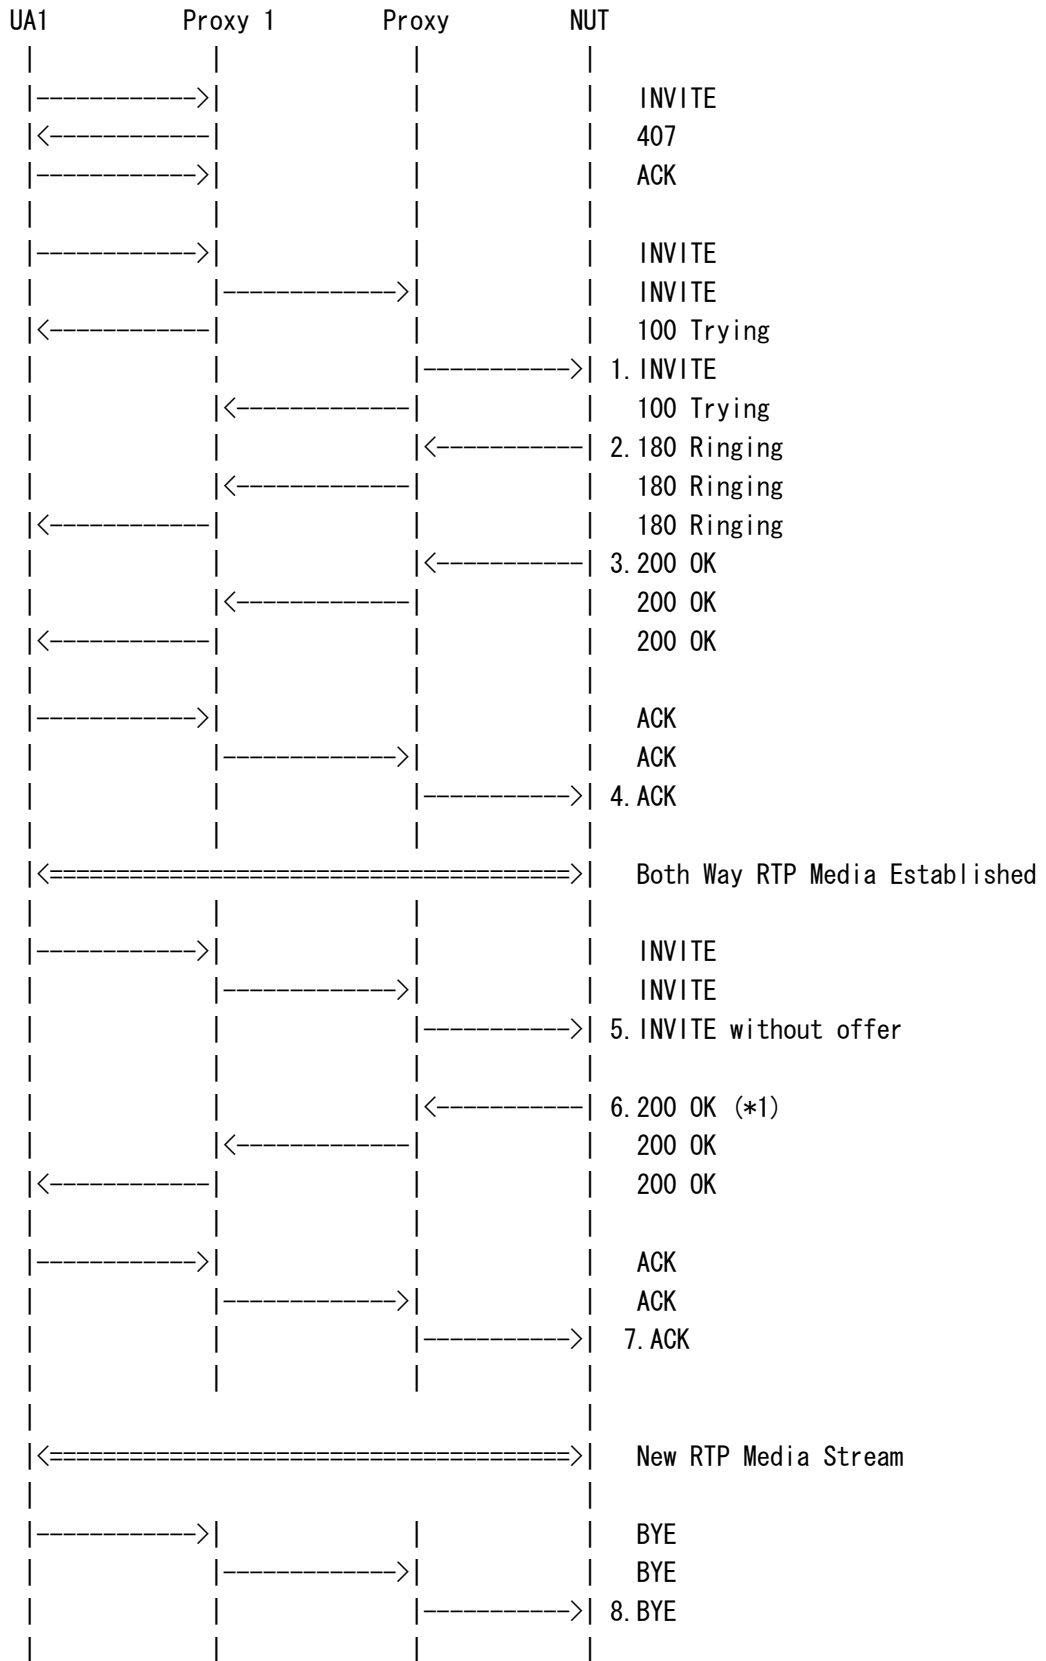 UA1 Proxy 1 Proxy NUT
INVITE
407
ACK
INVITE
INVITE
100 Trying
1. INVITE
100 Trying
2. 180 Ringing
180 Ringing
180 Ringing
3. 200 OK
200 OK
200 OK
ACK
ACK
4. ACK
Both Way RTP Media Established
INVITE
INVITE
5. INVITE without offer
6. 200 OK (*1)
200 OK
200 OK
ACK
ACK
7. ACK
New RTP Media Stream
BYE
BYE
8. BYE